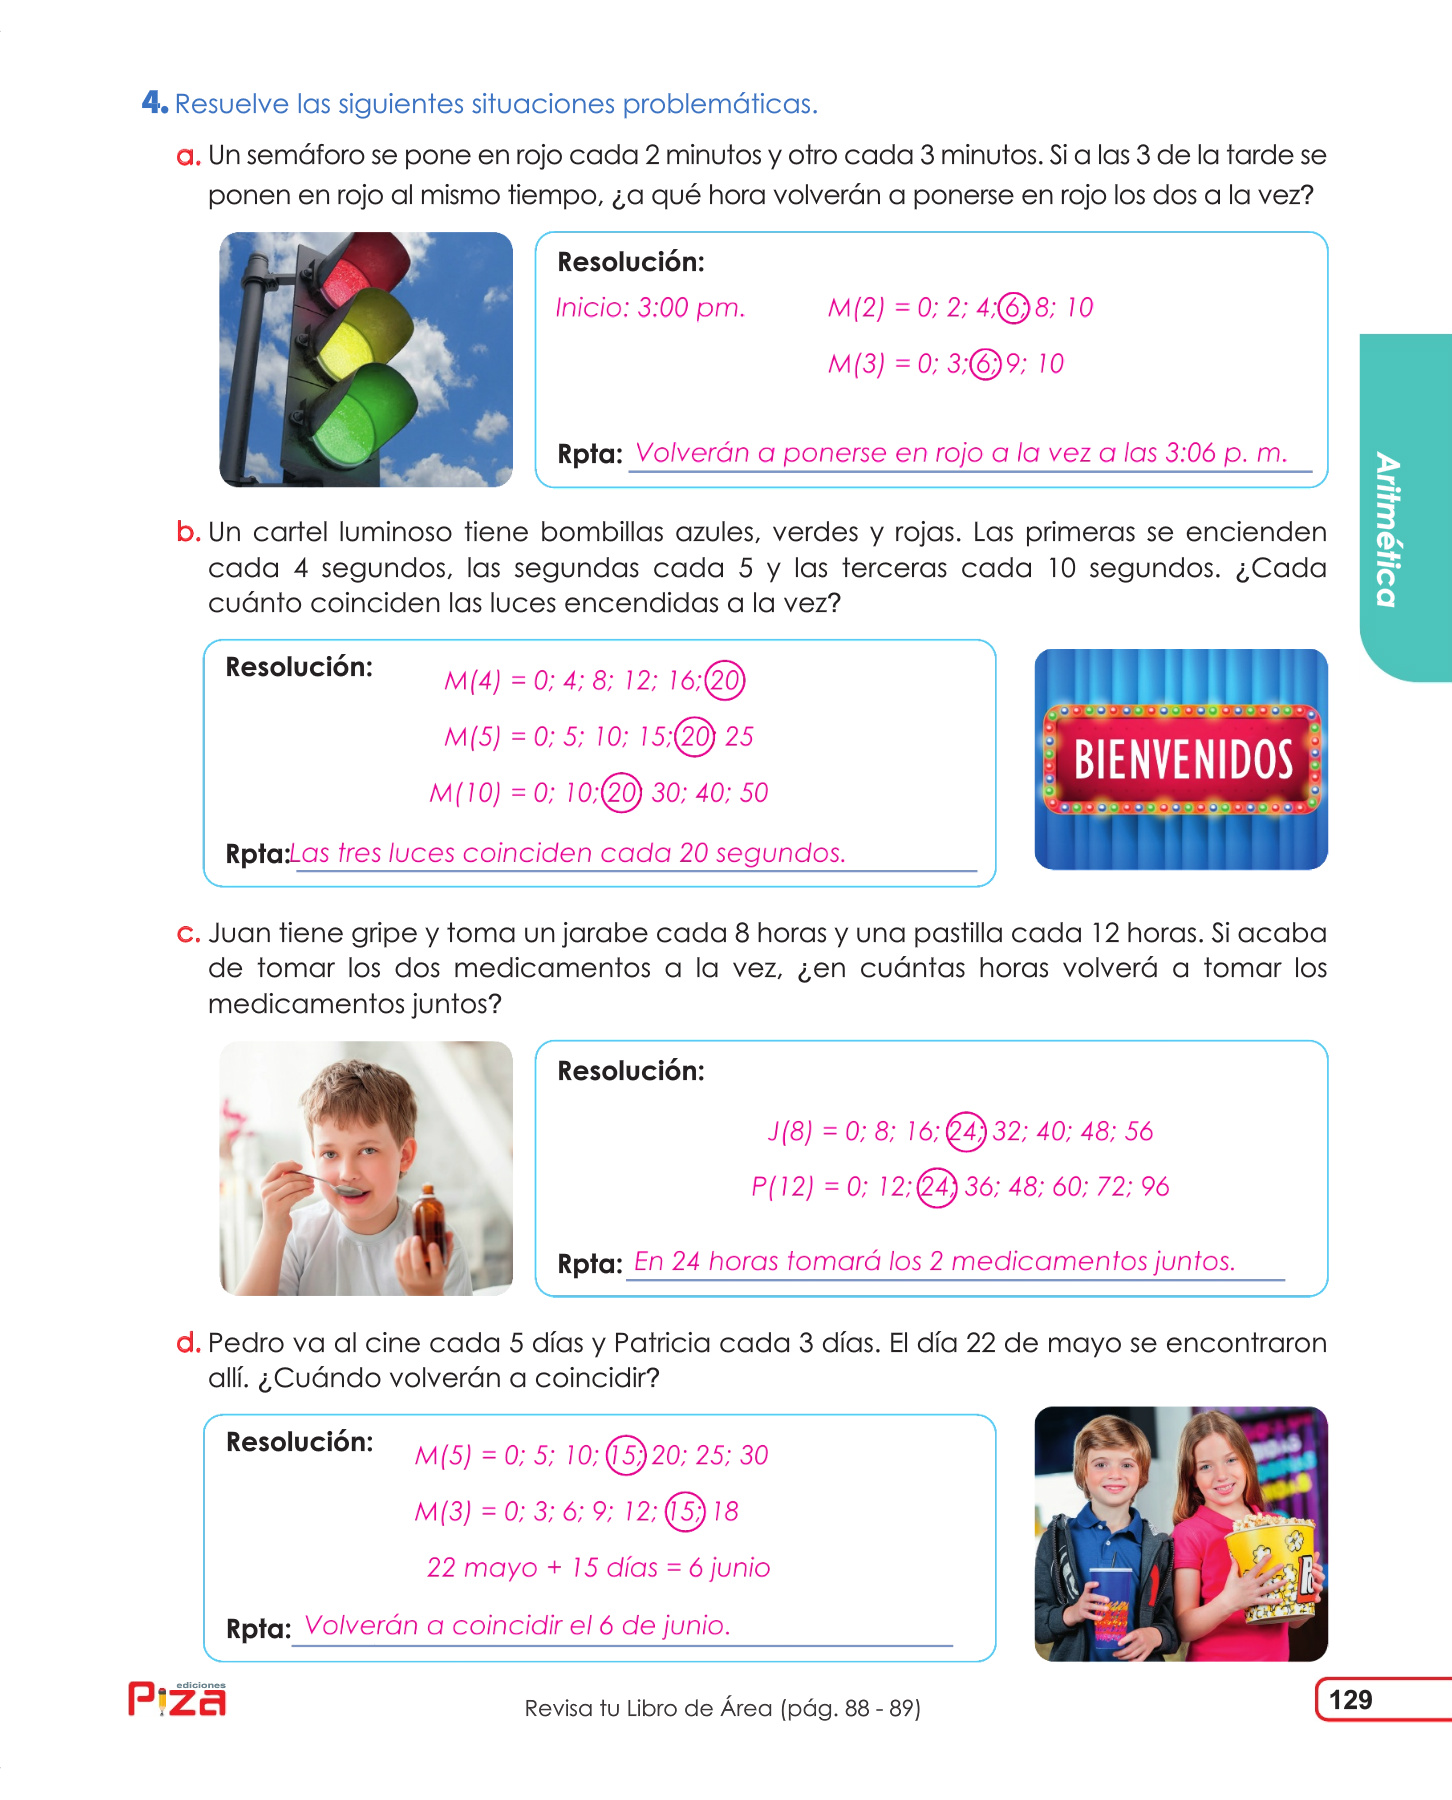 4. Resuelve las siguientes situaciones problemáticas.
a. Un semáforo se pone en rojo cada 2 minutos y otro cada 3 minutos. Si a las 3 de la tarde se
ponen en rojo al mismo tiempo, ¿a qué hora volverán a ponerse en rojo los dos a la vez?
Resolución:
Inicio: 3:00 pm. M(2) = 0; 2; 4; 6; 8; 10
M(3) = 0; 3; 6; 9; 10
Rpta: Volverán a ponerse en rojo a la vez a las 3:06 p. m.
Aritmética
b. Un cartel luminoso tiene bombillas azules, verdes y rojas. Las primeras se encienden
cada 4 segundos, las segundas cada 5 y las terceras cada 10 segundos. ¿Cada
cuánto coinciden las luces encendidas a la vez?
Resolución:
M(4) = 0; 4; 8; 12; 16; 20
M(5) = 0; 5; 10; 15; 20; 25
M(10) = 0; 10; 20; 30; 40; 50
Rpta: Las tres luces coinciden cada 20 segundos.
BIENVENIDOS
c. Juan tiene gripe y toma un jarabe cada 8 horas y una pastilla cada 12 horas. Si acaba
de tomar los dos medicamentos a la vez, ¿en cuántas horas volverá a tomar los
medicamentos juntos?
Resolución:
J(8) = 0; 8; 16; 24; 32; 40; 48; 56
P(12) = 0; 12; 24; 36; 48; 60; 72; 96
Rpta: En 24 horas tomará los 2 medicamentos juntos.
d. Pedro va al cine cada 5 días y Patricia cada 3 días. El día 22 de mayo se encontraron
allí. ¿Cuándo volverán a coincidir?
Resolución:
M(5) = 0; 5; 10; 15; 20; 25; 30
M(3) = 0; 3; 6; 9; 12; 15; 18
22 mayo + 15 días = 6 junio
Rpta: Volverán a coincidir el 6 de junio.
ediciones
Piza
Revisa tu Libro de Área (pág. 88 - 89)
129